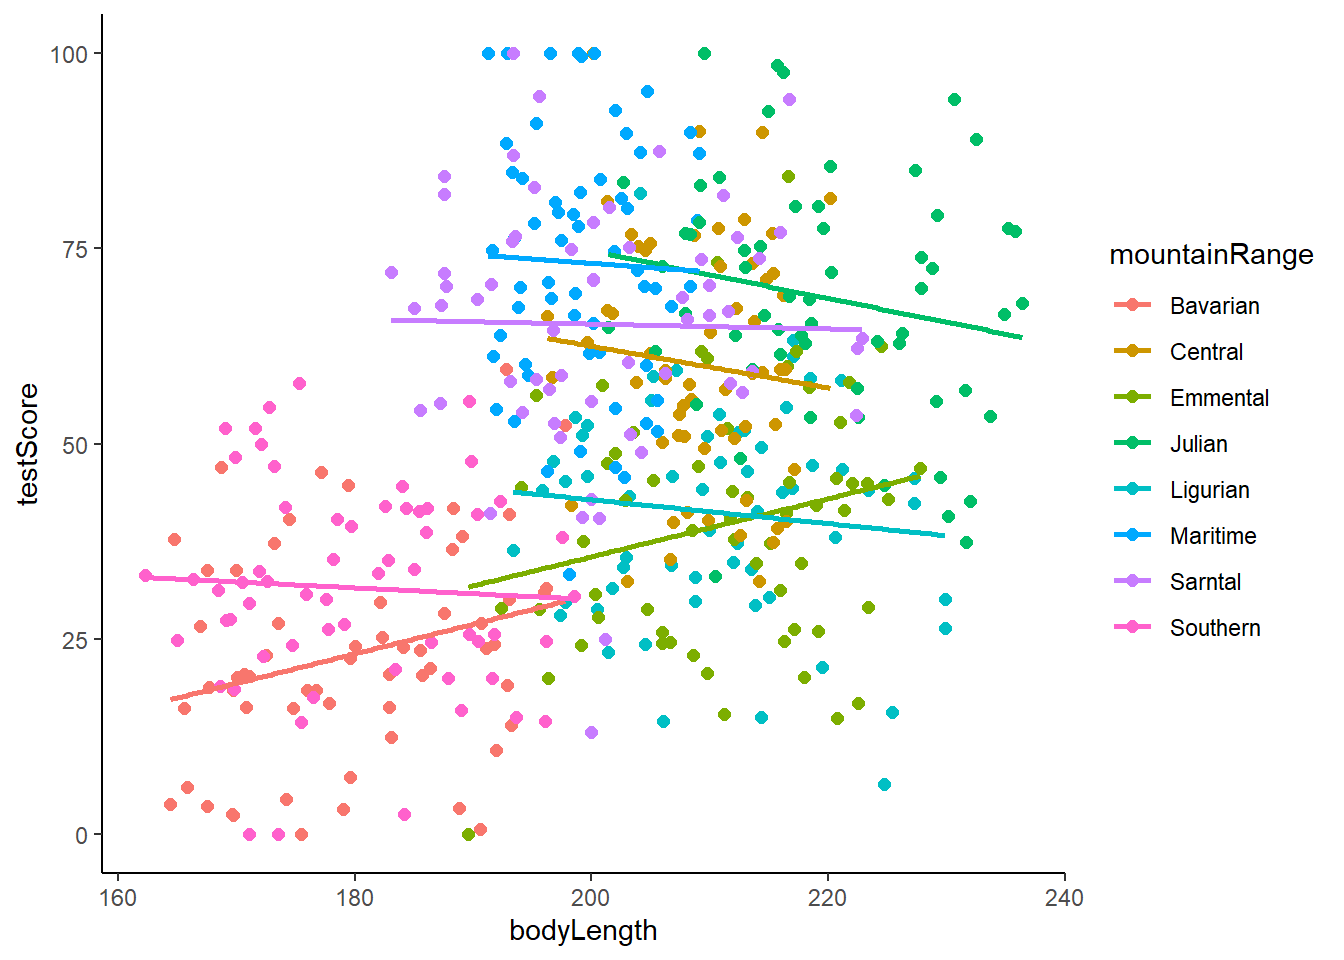 100
75
50
25
0
testScore
160
180
200
220
240
bodyLength
mountainRange
Bavarian
Central
Emmental
Julian
Ligurian
Maritime
Sarntal
Southern